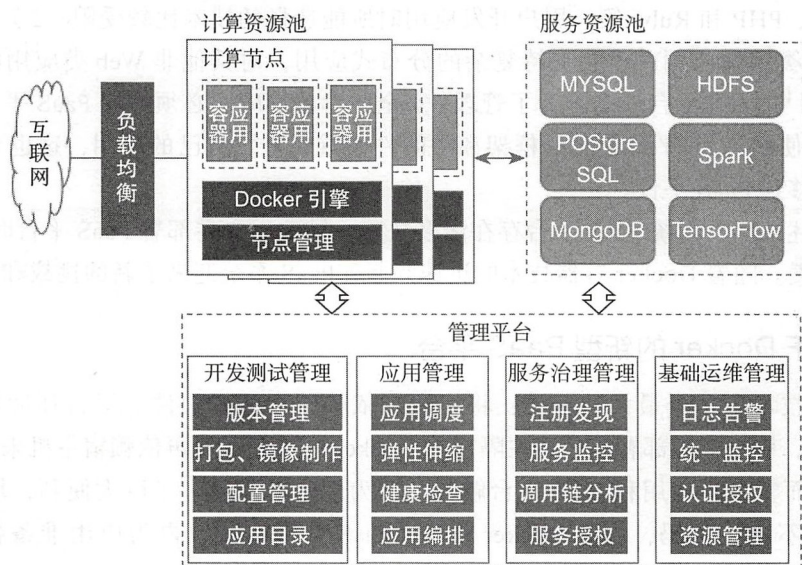 计算资源池
计算节点
容器应用
容器应用
容器应用
Docker 引擎
节点管理
互联网
负载均衡
服务资源池
MYSQL
HDFS
POStgre
SQL
Spark
MongoDB
TensorFlow
管理平台
开发测试管理
版本管理
打包、镜像制作
配置管理
应用目录
应用管理
应用调度
弹性伸缩
健康检查
应用编排
服务治理管理
注册发现
服务监控
调用链分析
服务授权
基础运维管理
日志告警
统一监控
认证授权
资源管理